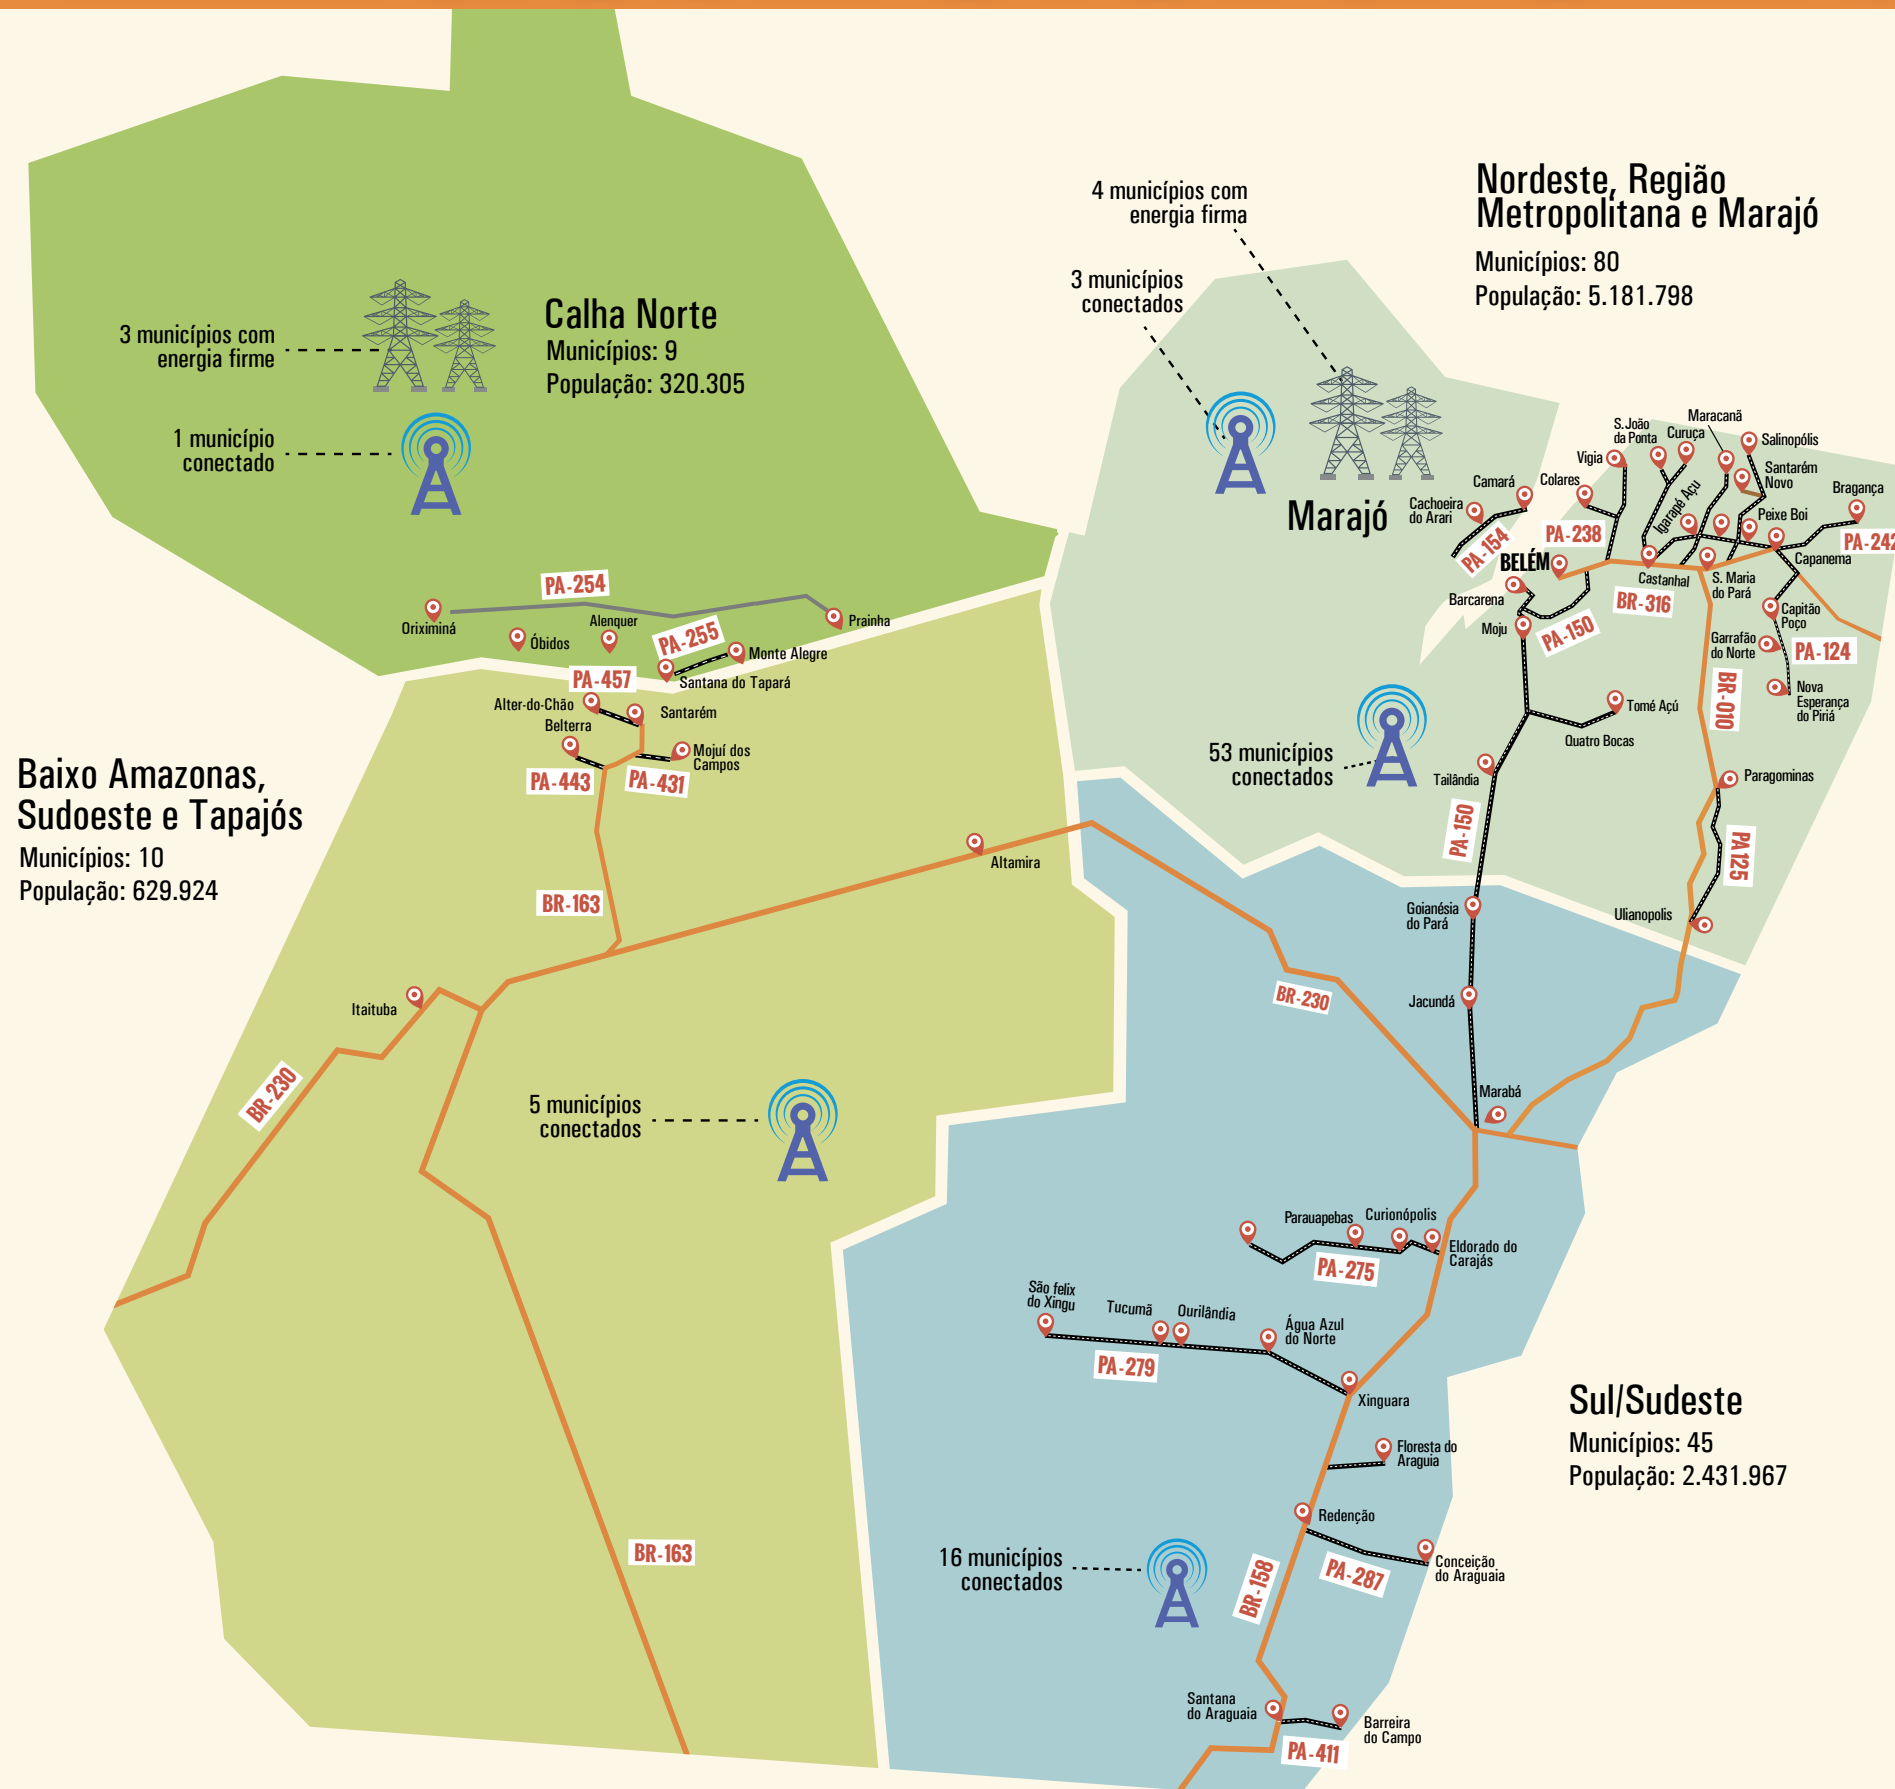 4 municípios com
energia firma
3 municípios
conectados
Nordeste, Região
Metropolitana e Marajó
Municípios: 80
População: 5.181.798
3 municípios com
energia firme
1 município
conectado
Calha Norte
Municípios: 9
População: 320.305
Marajó
Camará
Cachoeira
do Arari
PA-154
Colares
Vigia
S.João
da Ponta
Curuça
Maracanã
Salinopólis
Santarém
Novo
Bragança
Igarapé Açu
Peixe Boi
PA-238
PA-242
BELÉM
Capanema
Castanhal
S. Maria
do Pará
Barcarena
BR-316
Capitão
Poço
Moju
PA-150
Garrafão
do Norte
PA-124
Nova
Esperança
do Piriá
BR-010
PA-254
Oriximiná
Óbidos
Alenquer
PA-255
Prainha
Monte Alegre
Santana do Tapará
PA-457
Alter-do-Chão
Santarém
Belterra
Mojuí dos
Campos
PA-443
PA-431
Tomé Açú
Quatro Bocas
53 municípios
conectados
Tailândia
Paragominas
PA-150
PA 125
Baixo Amazonas,
Sudoeste e Tapajós
Municípios: 10
População: 629.924
Altamira
BR-163
Goianésia
do Pará
Ulianopolis
Itaituba
BR-230
Jacundá
BR-230
Marabá
5 municípios
conectados
Parauapebas
Curionópolis
Eldorado do
Carajás
PA-275
São felix
do Xingu
Tucumã
Ourilândia
Água Azul
do Norte
PA-279
Xinguara
Sul/Sudeste
Municípios: 45
População: 2.431.967
Floresta do
Araguia
Redenção
BR-163
16 municípios
conectados
BR-158
PA-287
Conceição
do Araguaia
Santana
do Araguaia
Barreira
do Campo
PA-411